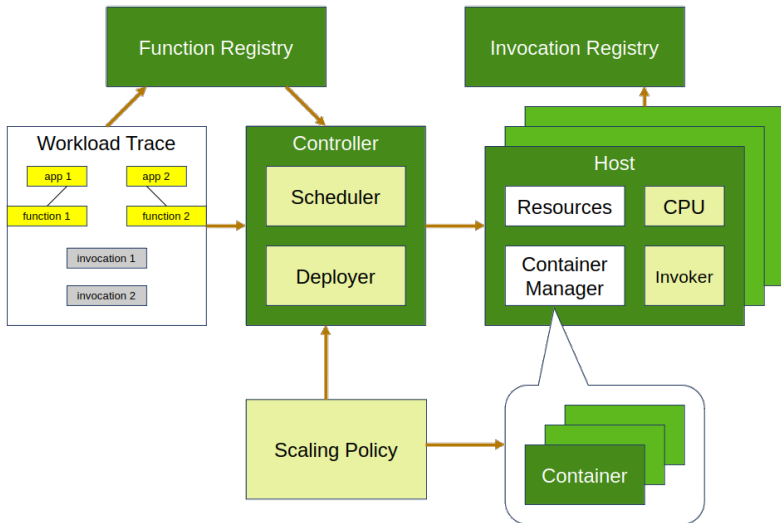 Function Registry
Invocation Registry
Workload Trace
app 1
app 2
function 1
function 2
invocation 1
invocation 2
Controller
Scheduler
Deployer
Host
Resources
CPU
Container
Manager
Invoker
Scaling Policy
Container